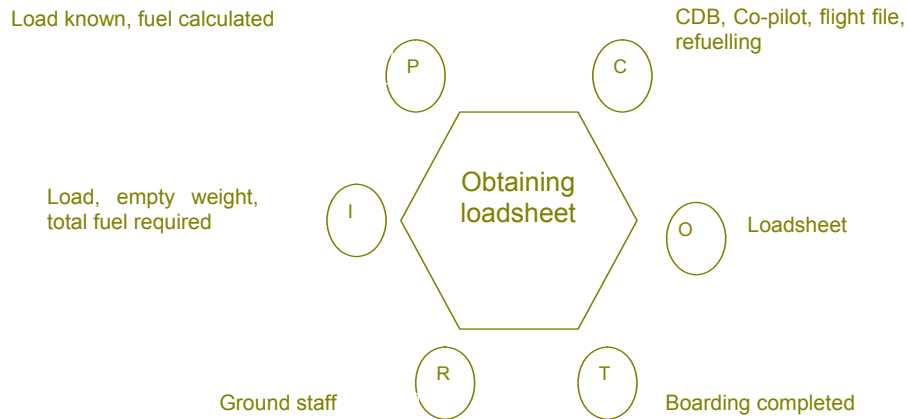 Load known, fuel calculated
CDB, Co-pilot, flight file,
refuelling
P
C
Obtaining
loadsheet
Load, empty weight,
total fuel required
I
O
Loadsheet
R
T
Ground staff
Boarding completed